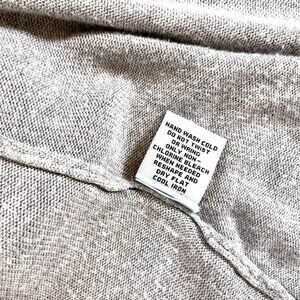 HAND WASH COLD
DO NOT TWIST
OR WRING
ONLY NON-
CHLORINE BLEACH
WHEN NEEDED
RESHAPE AND
DRY FLAT
COOL IRON